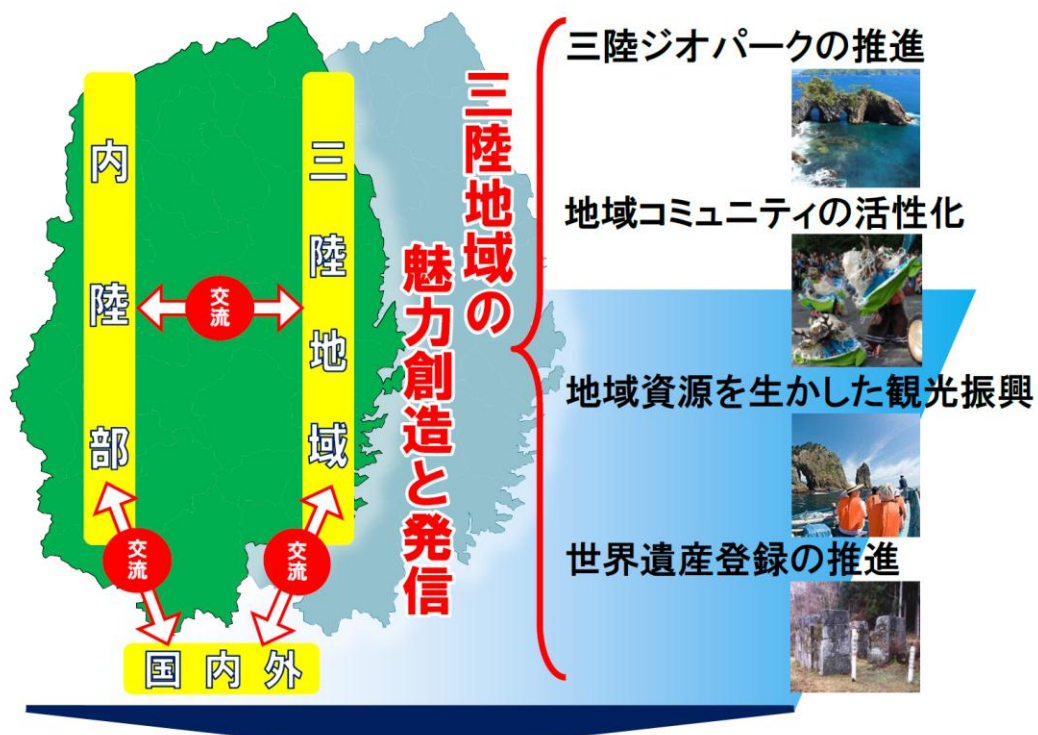 内陸部
三陸地域
交流
交流
交流
国内外
三陸地域の
魅力創造と発信
三陸ジオパークの推進
地域コミュニティの活性化
地域資源を生かした観光振興
世界遺産登録の推進